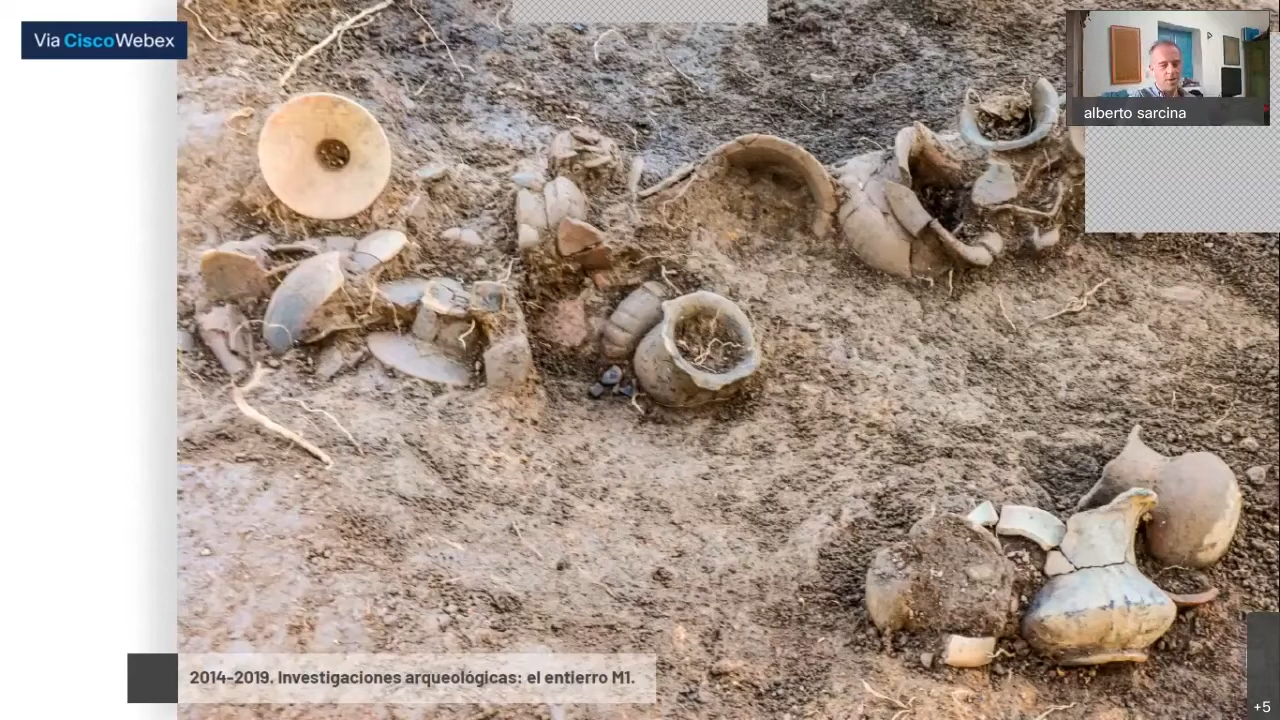 Via CiscoWebex
alberto sarcina
2014-2019. Investigaciones arqueológicas: el entierro M1.
+5